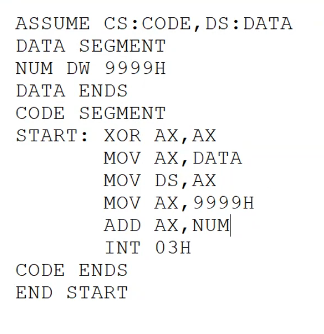 ASSUME CS:CODE,DS:DATA
DATA SEGMENT
NUM DW 9999H
DATA ENDS
CODE SEGMENT
START: XOR AX,AX
MOV AX,DATA
MOV DS,AX
MOV AX,9999H
ADD AX,NUM
INT 03H
CODE ENDS
END START